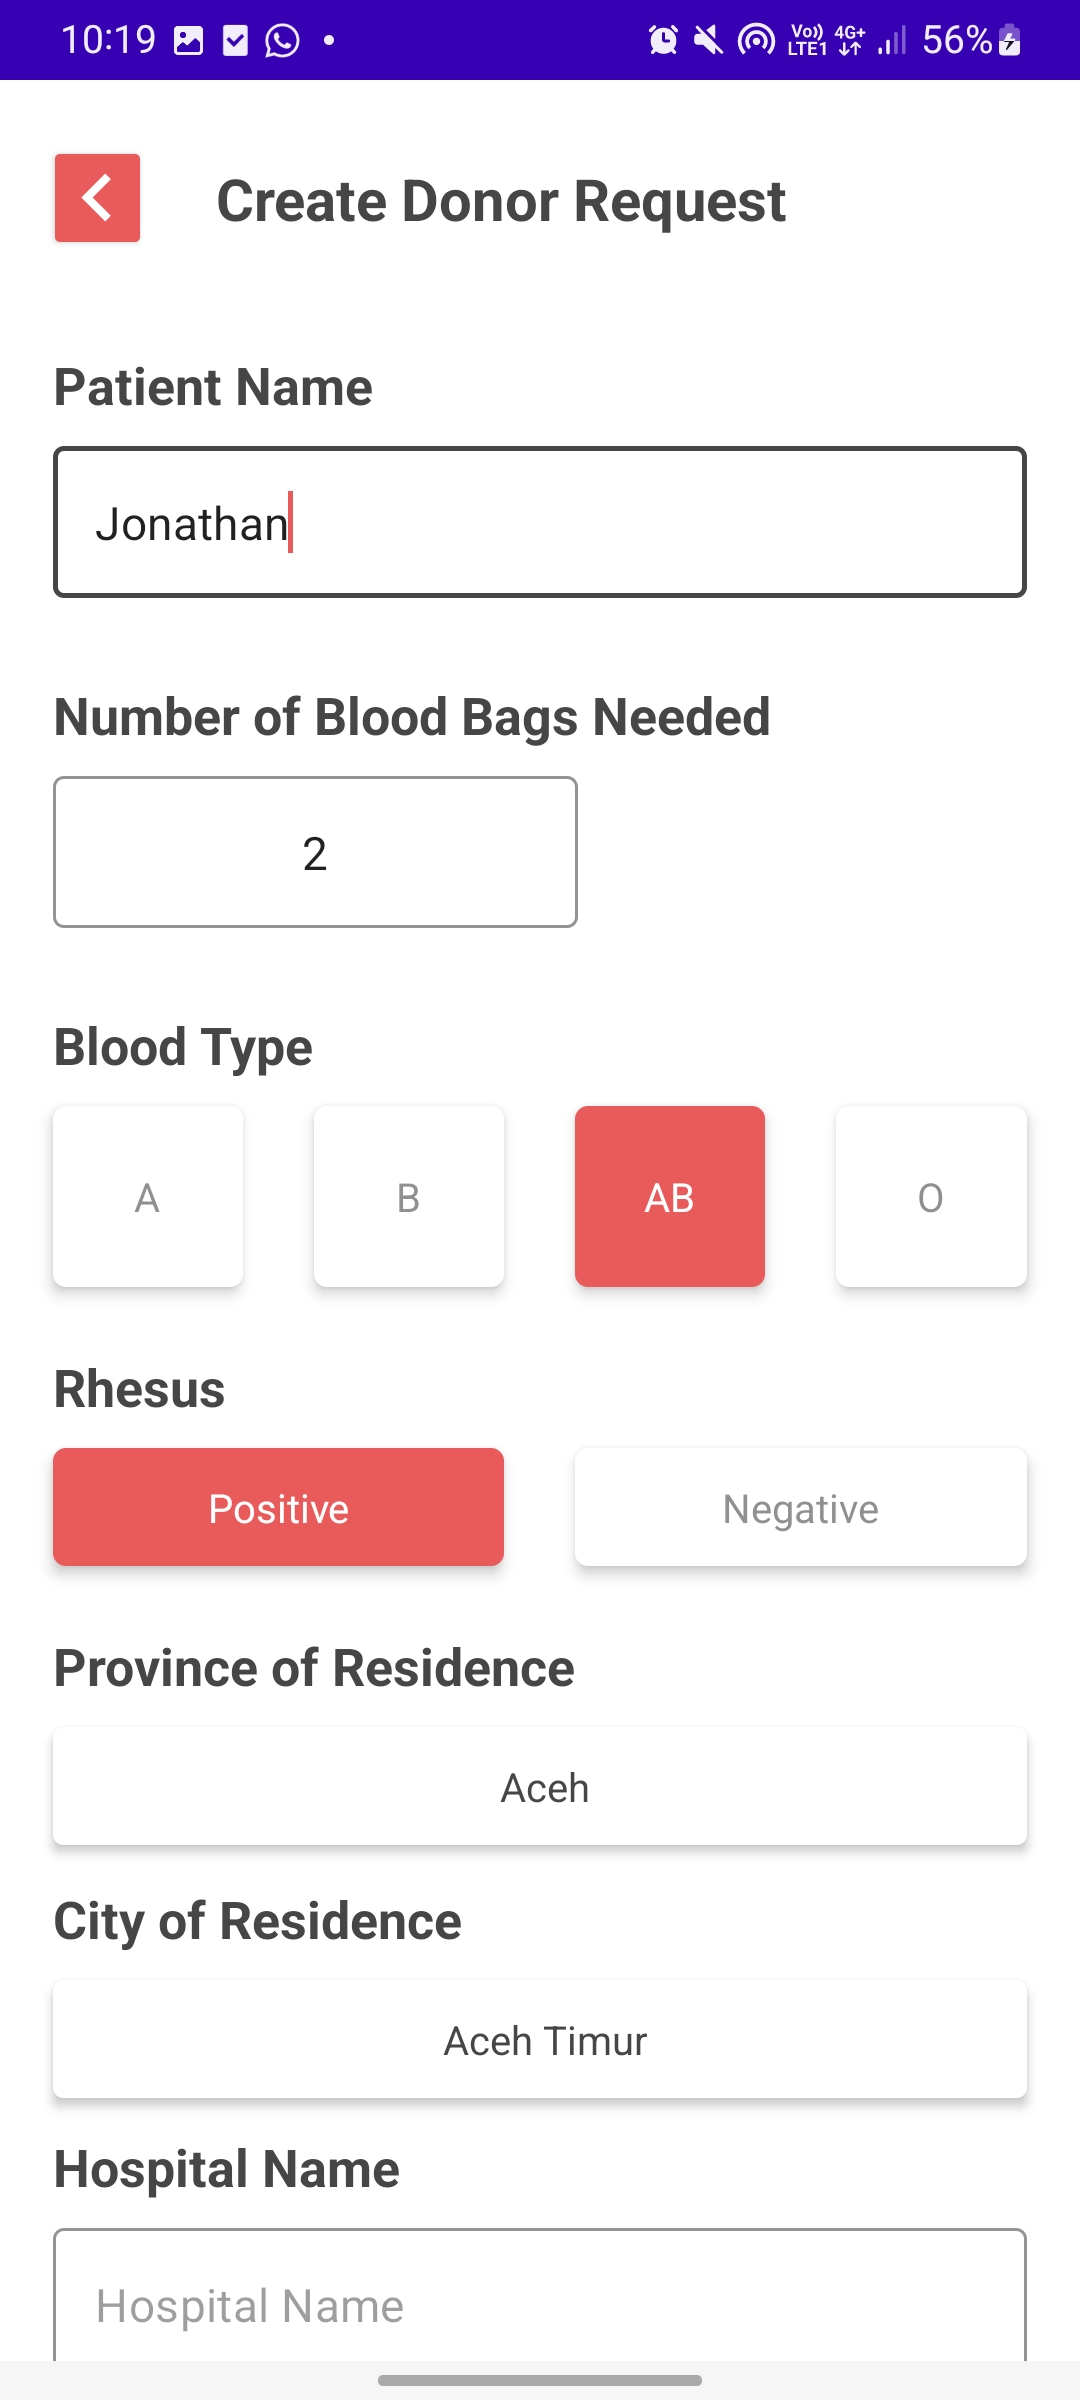 10:19
Vo)) LTE1 4G+ 56%
Create Donor Request
Patient Name
Jonathan
Number of Blood Bags Needed
2
Blood Type
A B AB O
Rhesus
Positive Negative
Province of Residence
Aceh
City of Residence
Aceh Timur
Hospital Name
Hospital Name